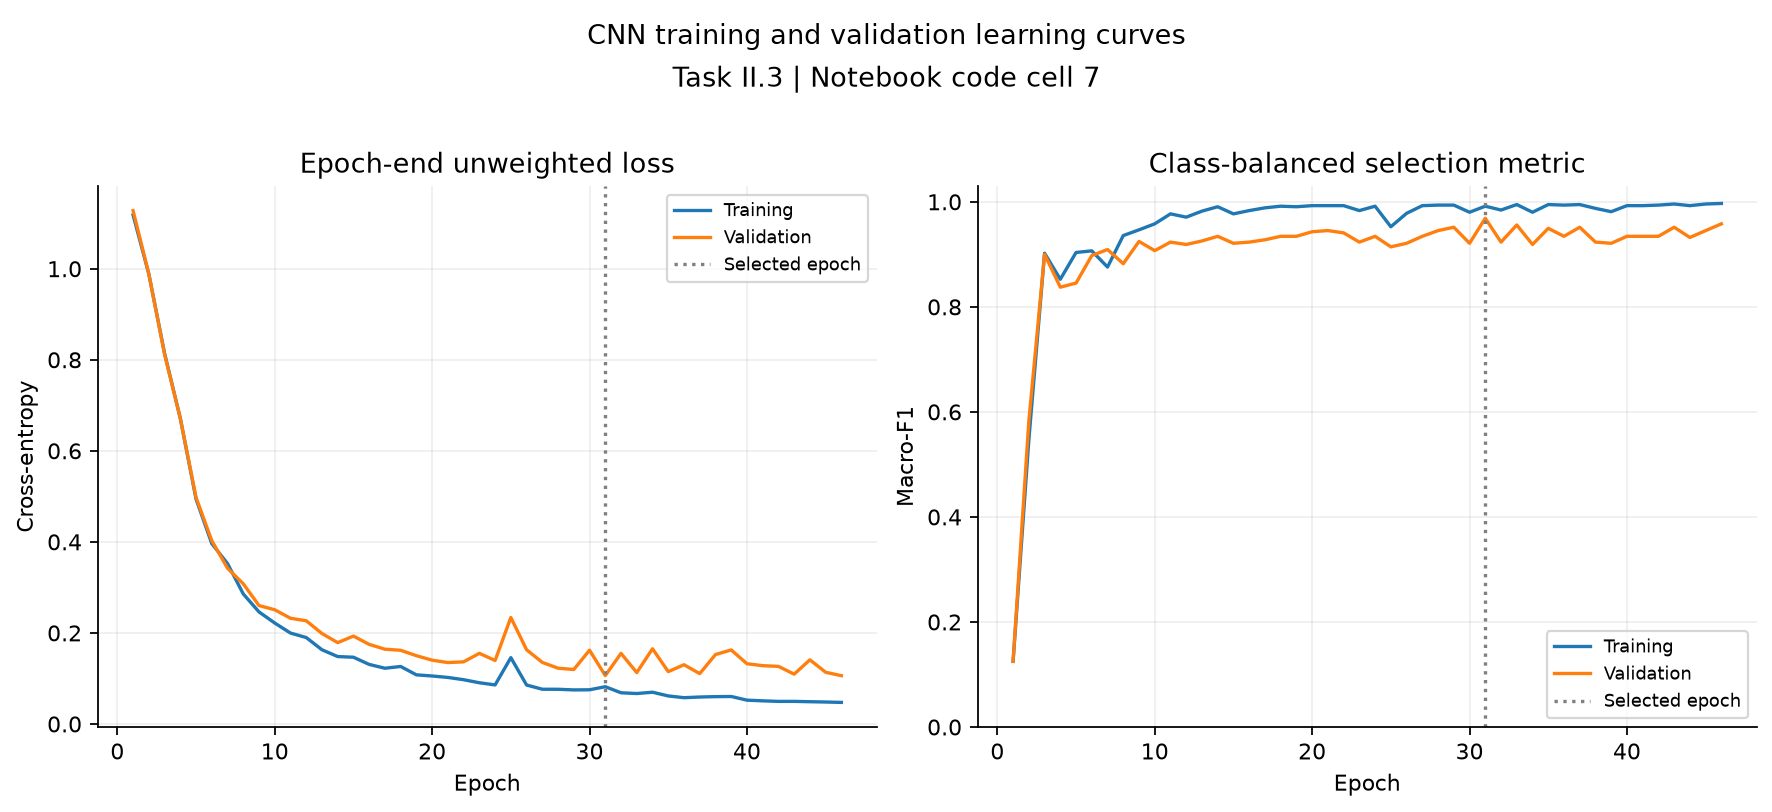 CNN training and validation learning curves
Task II.3 | Notebook code cell 7
Epoch-end unweighted loss
Cross-entropy
1.0
0.8
0.6
0.4
0.2
0.0
0 10 20 30 40
Epoch
Training
Validation
Selected epoch
Class-balanced selection metric
Macro-F1
1.0
0.8
0.6
0.4
0.2
0.0
0 10 20 30 40
Epoch
Training
Validation
Selected epoch